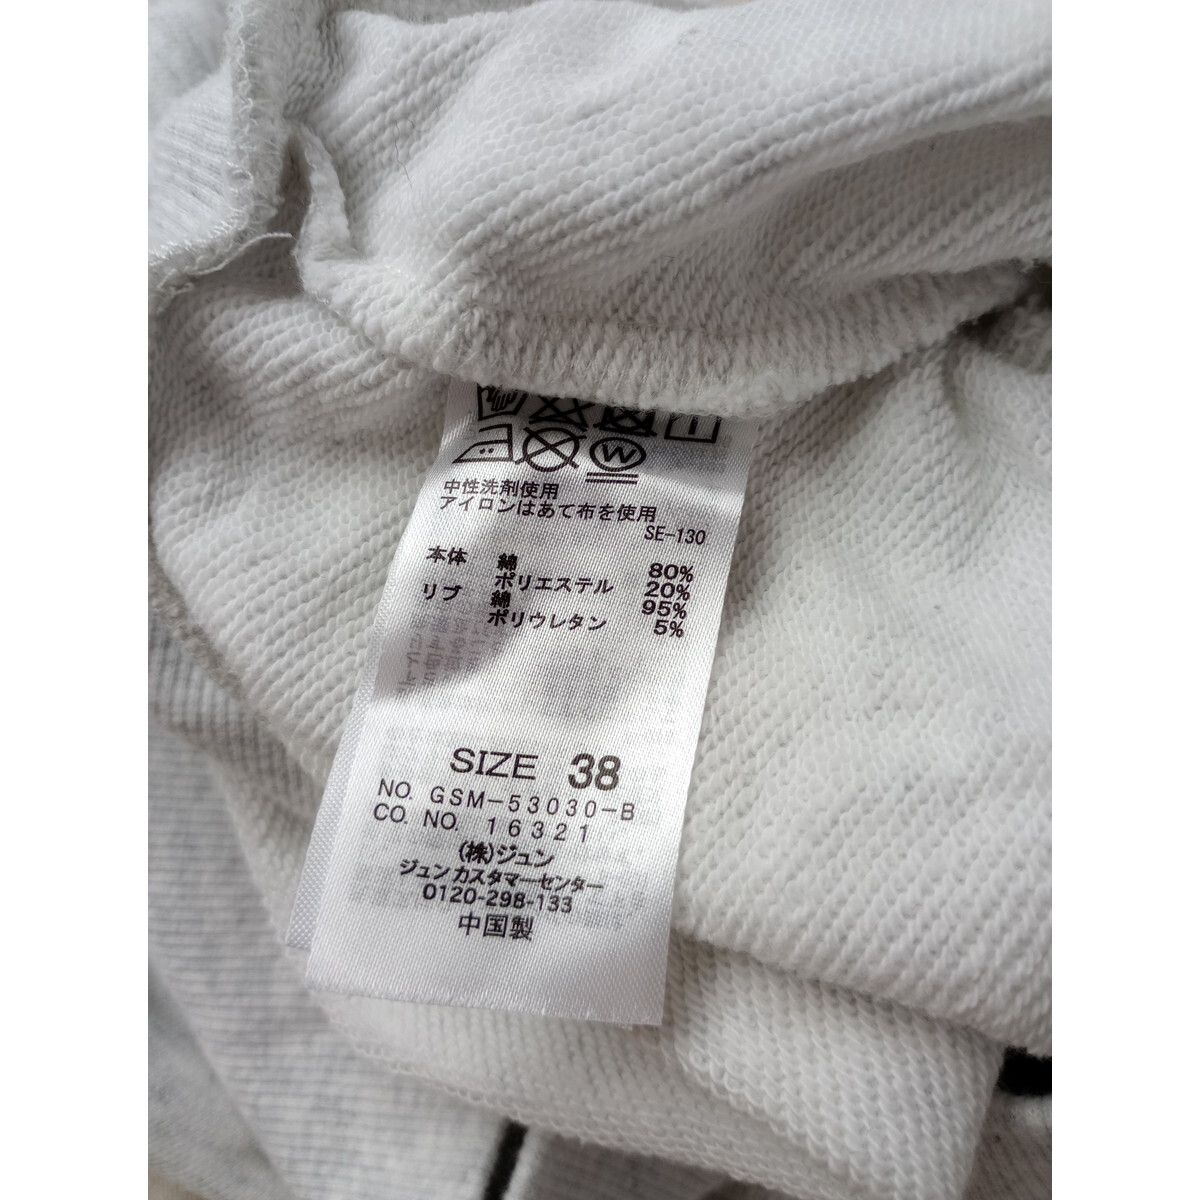 W
中性洗剤使用
アイロンはあて布を使用
SE-130
本体 綿 80%
ポリエステル 20%
リブ 綿 95%
ポリウレタン 5%
SIZE 38
NO. GSM-53030-B
CO. NO. 16321
(株)ジュン
ジュンカスタマーセンター
0120-298-133
中国製